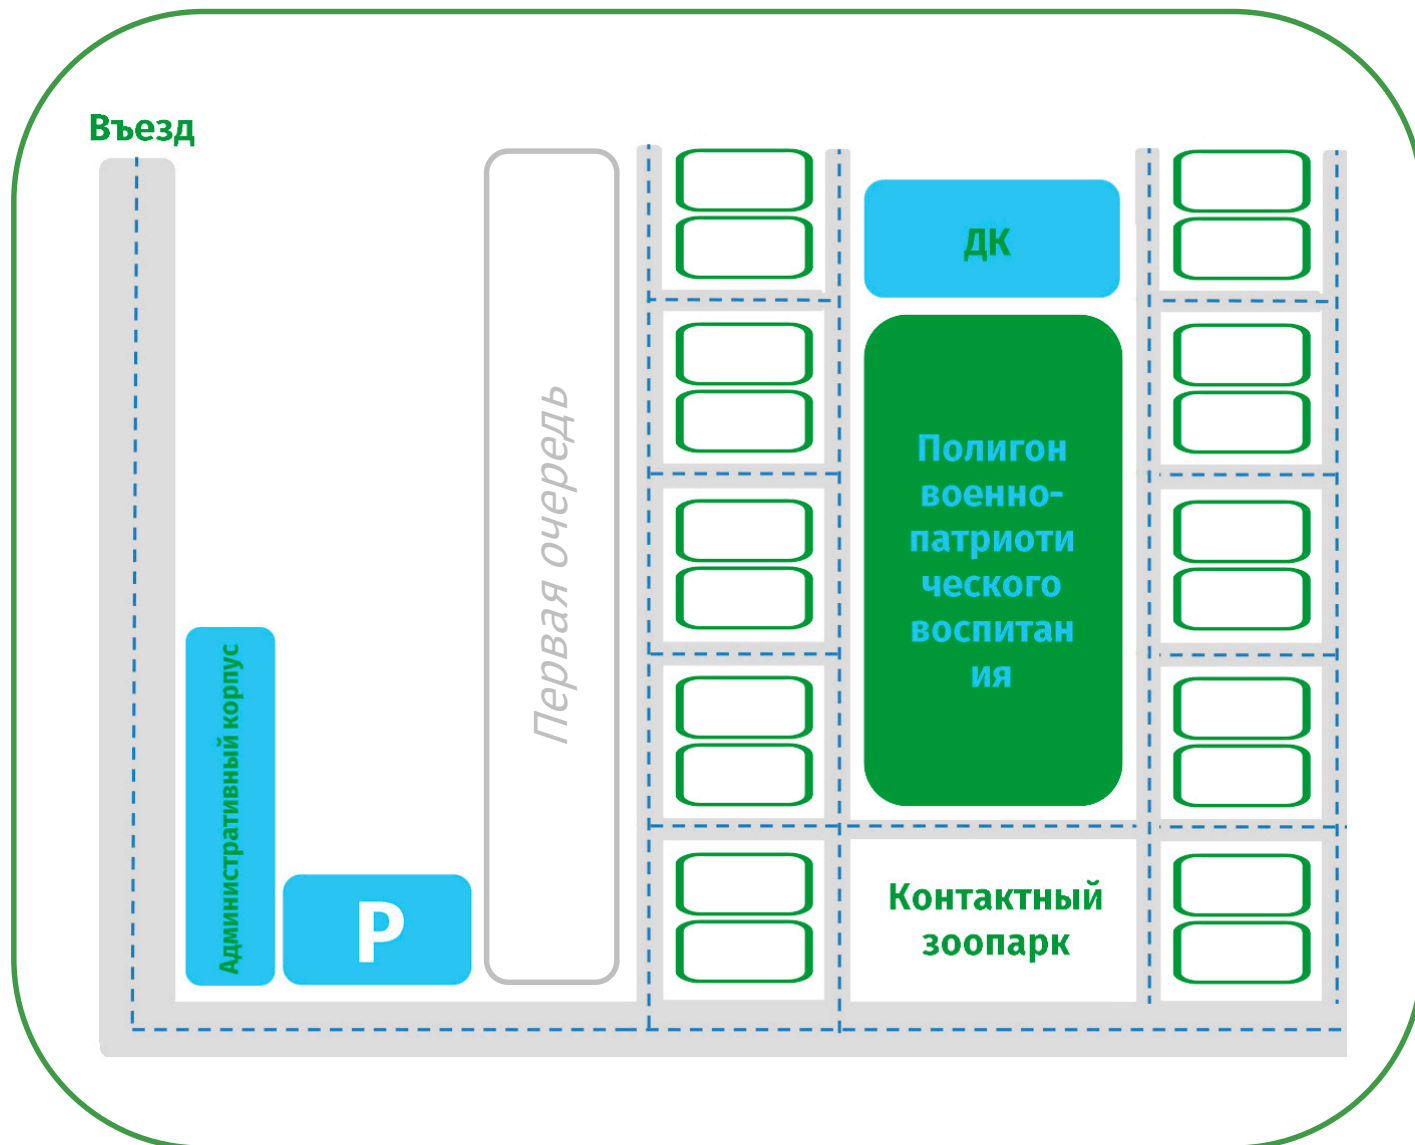 Въезд
ДК
Первая очередь
Полигон
военно-
патриоти
ческого
воспитан
ия
Административный корпус
P
Контактный
зоопарк